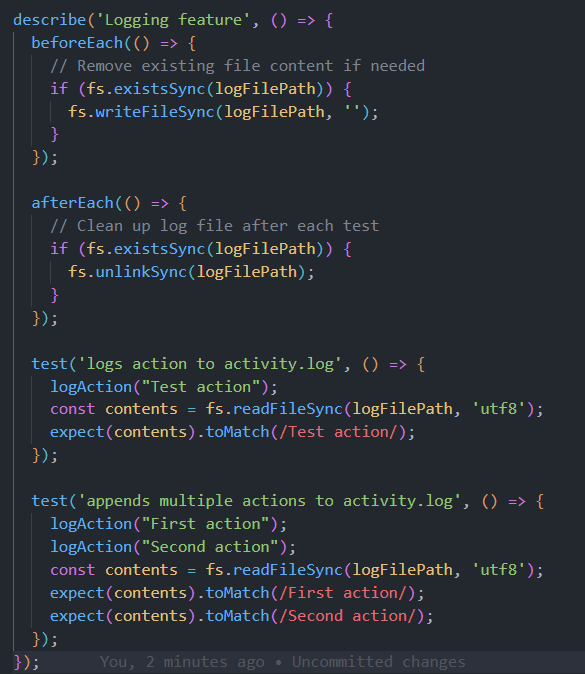 describe('Logging feature', () => {
  beforeEach(() => {
    // Remove existing file content if needed
    if (fs.existsSync(logFilePath)) {
      fs.writeFileSync(logFilePath, '');
    }
  });

  afterEach(() => {
    // Clean up log file after each test
    if (fs.existsSync(logFilePath)) {
      fs.unlinkSync(logFilePath);
    }
  });

  test('logs action to activity.log', () => {
    logAction("Test action");
    const contents = fs.readFileSync(logFilePath, 'utf8');
    expect(contents).toMatch(/Test action/);
  });

  test('appends multiple actions to activity.log', () => {
    logAction("First action");
    logAction("Second action");
    const contents = fs.readFileSync(logFilePath, 'utf8');
    expect(contents).toMatch(/First action/);
    expect(contents).toMatch(/Second action/);
  });
});     You, 2 minutes ago • Uncommitted changes